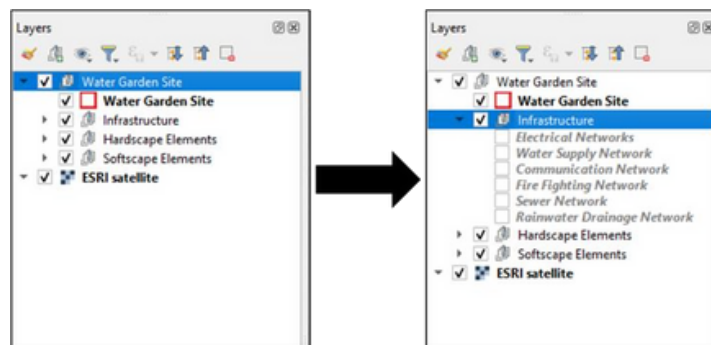 Layers
Water Garden Site
Water Garden Site
Infrastructure
Hardscape Elements
Softscape Elements
ESRI satellite
Layers
Water Garden Site
Water Garden Site
Infrastructure
Electrical Networks
Water Supply Network
Communication Network
Fire Fighting Network
Sewer Network
Rainwater Drainage Network
Hardscape Elements
Softscape Elements
ESRI satellite